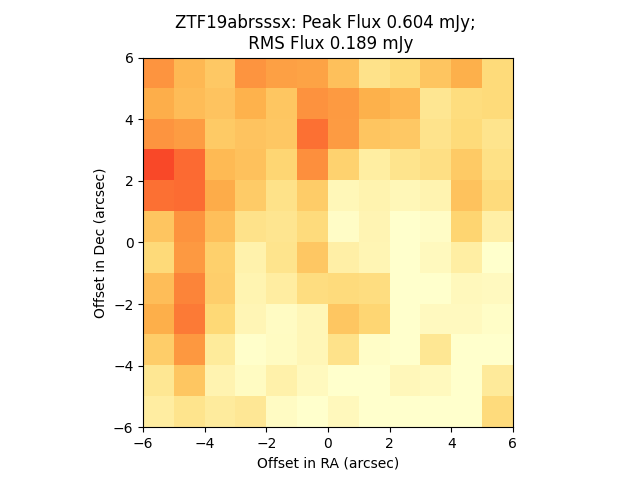 ZTF19abrsssx: Peak Flux 0.604 mJy;
RMS Flux 0.189 mJy
6
4
2
0
−2
−4
−6
Offset in Dec (arcsec)
−6 −4 −2 0 2 4 6
Offset in RA (arcsec)